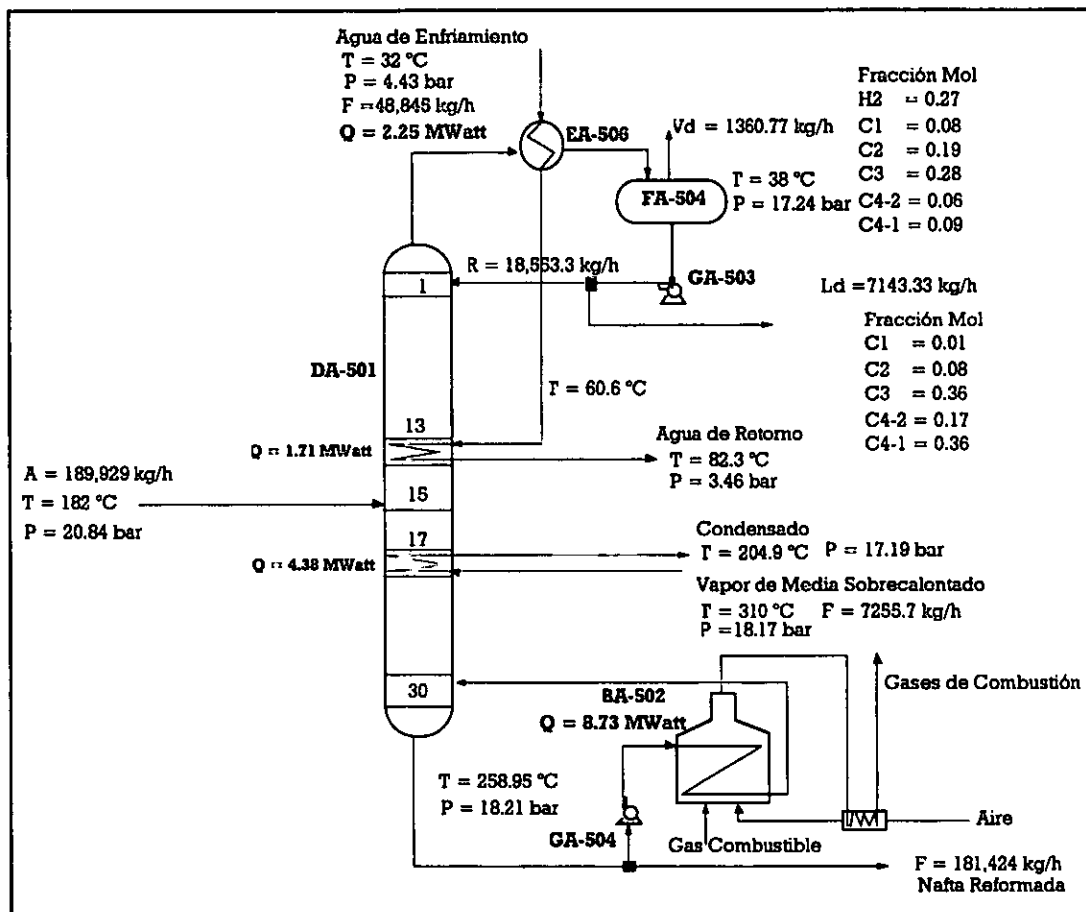 Agua de Enfriamiento
T = 32 °C
P = 4.43 bar
F = 48,845 kg/h
Q = 2.25 MWatt
EA-506
Vd = 1360.77 kg/h
Fracción Mol
H2 = 0.27
C1 = 0.08
C2 = 0.19
C3 = 0.28
C4-2 = 0.06
C4-1 = 0.09
T = 38 °C
P = 17.24 bar
FA-504
R = 18,553.3 kg/h
GA-503
1
Ld = 7143.33 kg/h
Fracción Mol
C1 = 0.01
C2 = 0.08
C3 = 0.36
C4-2 = 0.17
C4-1 = 0.36
DA-501
T = 60.6 °C
13
Q = 1.71 MWatt
Agua de Retorno
T = 82.3 °C
P = 3.46 bar
A = 189,929 kg/h
T = 182 °C
P = 20.84 bar
15
17
Q = 4.38 MWatt
Condensado
T = 204.9 °C P = 17.19 bar
Vapor de Media Sobrecalontado
T = 310 °C F = 7255.7 kg/h
P = 18.17 bar
30
BA-502
Q = 8.73 MWatt
Gases de Combustión
T = 258.95 °C
P = 18.21 bar
GA-504
Gas Combustible
Aire
F = 181,424 kg/h
Nafta Reformada